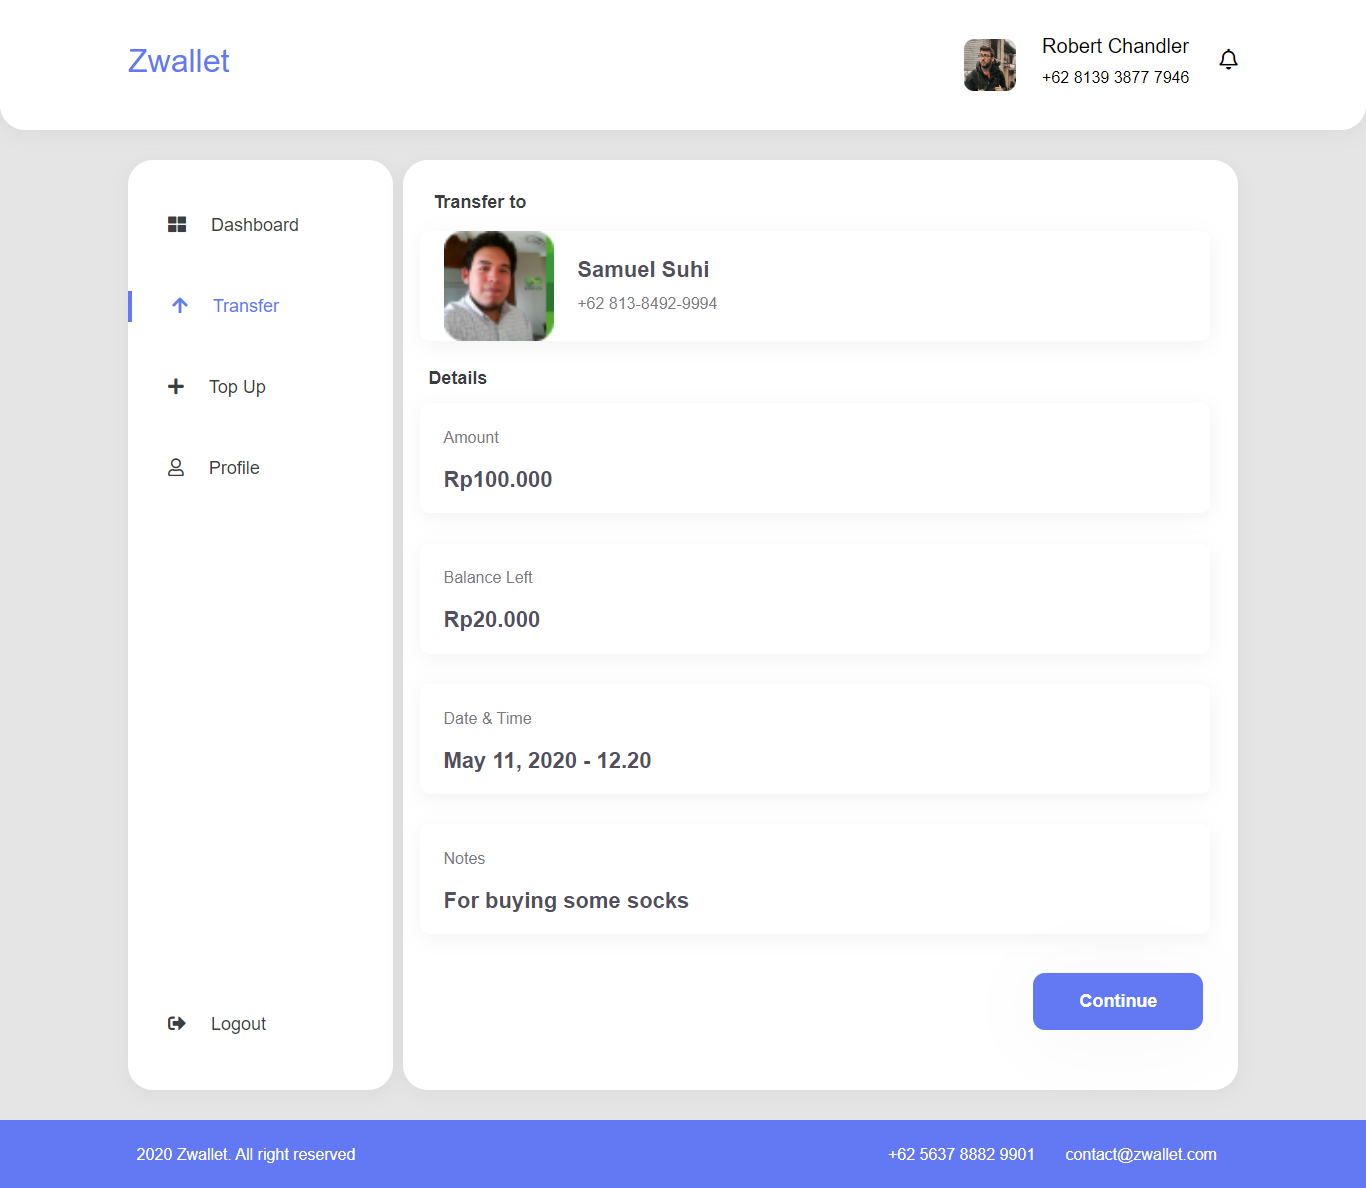 Zwallet
Robert Chandler
+62 8139 3877 7946
Dashboard
Transfer
Top Up
Profile
Logout
Transfer to
Samuel Suhi
+62 813-8492-9994
Details
Amount
Rp100.000
Balance Left
Rp20.000
Date & Time
May 11, 2020 - 12.20
Notes
For buying some socks
Continue
2020 Zwallet. All right reserved
+62 5637 8882 9901
contact@zwallet.com